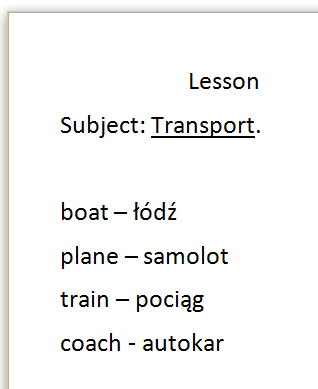 Lesson
Subject: Transport.
boat – łódź
plane – samolot
train – pociąg
coach - autokar